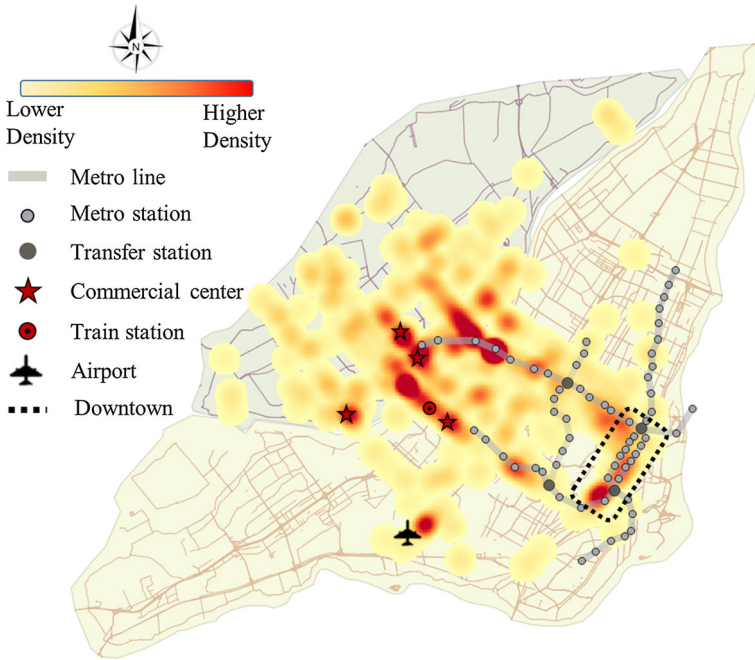 N
Lower
Density
Higher
Density
Metro line
Metro station
Transfer station
Commercial center
Train station
Airport
Downtown